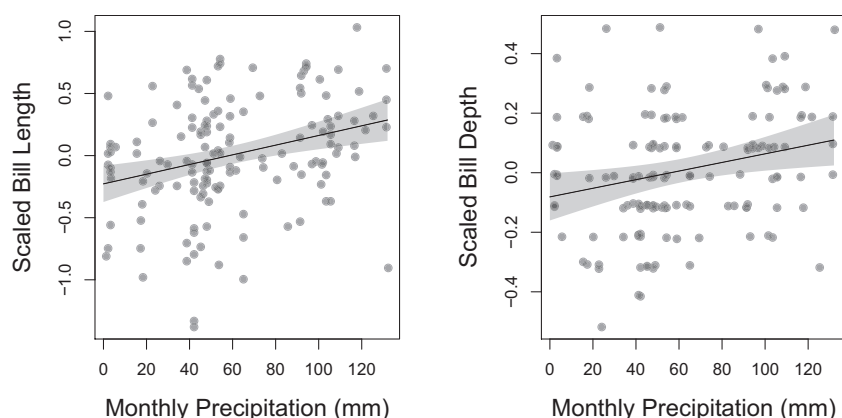 Scaled Bill Length
1.0
0.5
0.0
−0.5
−1.0
0 20 40 60 80 100 120
Monthly Precipitation (mm)
Scaled Bill Depth
0.4
0.2
0.0
−0.2
−0.4
0 20 40 60 80 100 120
Monthly Precipitation (mm)